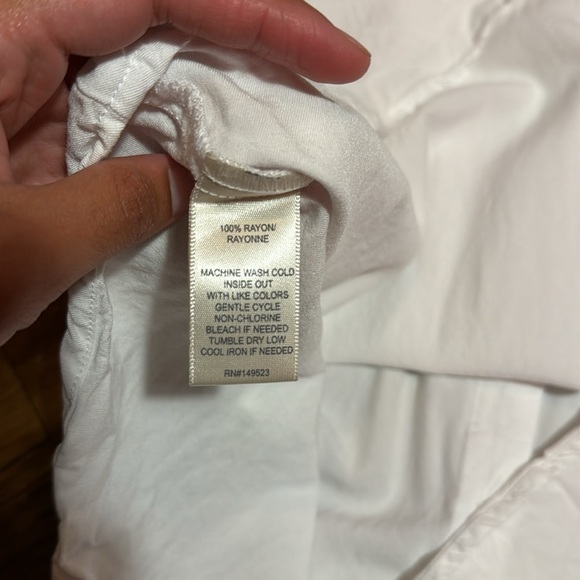 100% RAYON/
RAYONNE
MACHINE WASH COLD
INSIDE OUT
WITH LIKE COLORS
GENTLE CYCLE
NON-CHLORINE
BLEACH IF NEEDED
TUMBLE DRY LOW
COOL IRON IF NEEDED
RN#149523